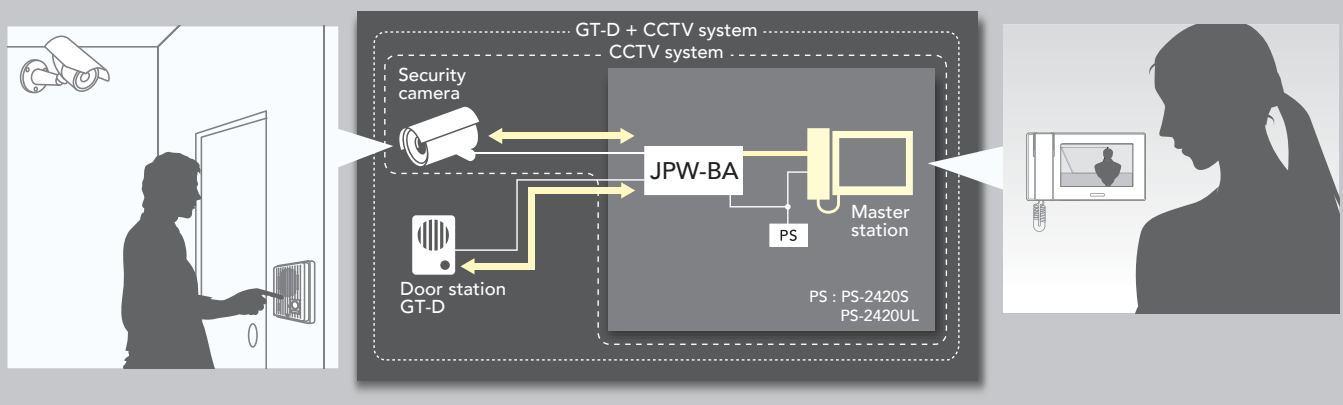 GT-D + CCTV system
CCTV system
Security
camera
JPW-BA
Master
station
PS
Door station
GT-D
PS : PS-2420S
PS-2420UL